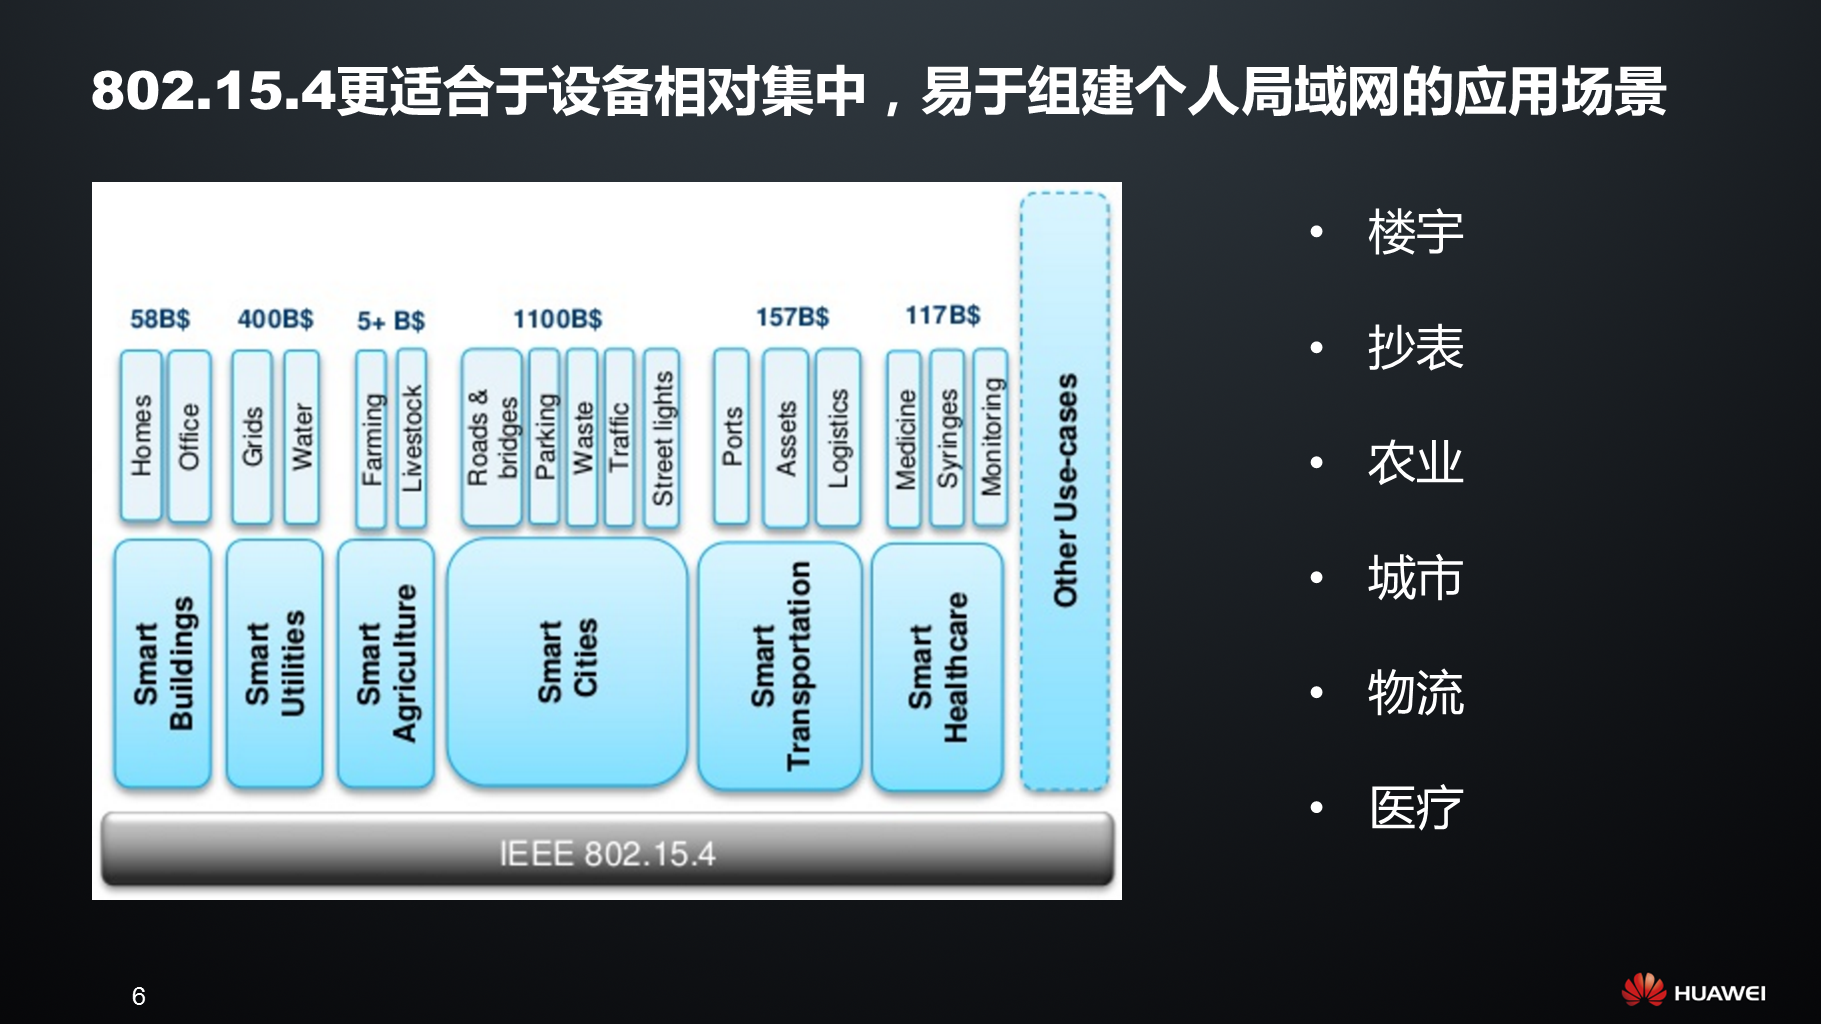 802.15.4更适合于设备相对集中，易于组建个人局域网的应用场景
58B$
400B$
5+ B$
1100B$
157B$
117B$
Homes
Office
Grids
Water
Farming
Livestock
Roads &
bridges
Parking
Waste
Traffic
Street lights
Ports
Assets
Logistics
Medicine
Syringes
Monitoring
Smart
Buildings
Smart
Utilities
Smart
Agriculture
Smart
Cities
Smart
Transportation
Smart
Healthcare
Other Use-cases
IEEE 802.15.4
• 楼宇
• 抄表
• 农业
• 城市
• 物流
• 医疗
6
HUAWEI